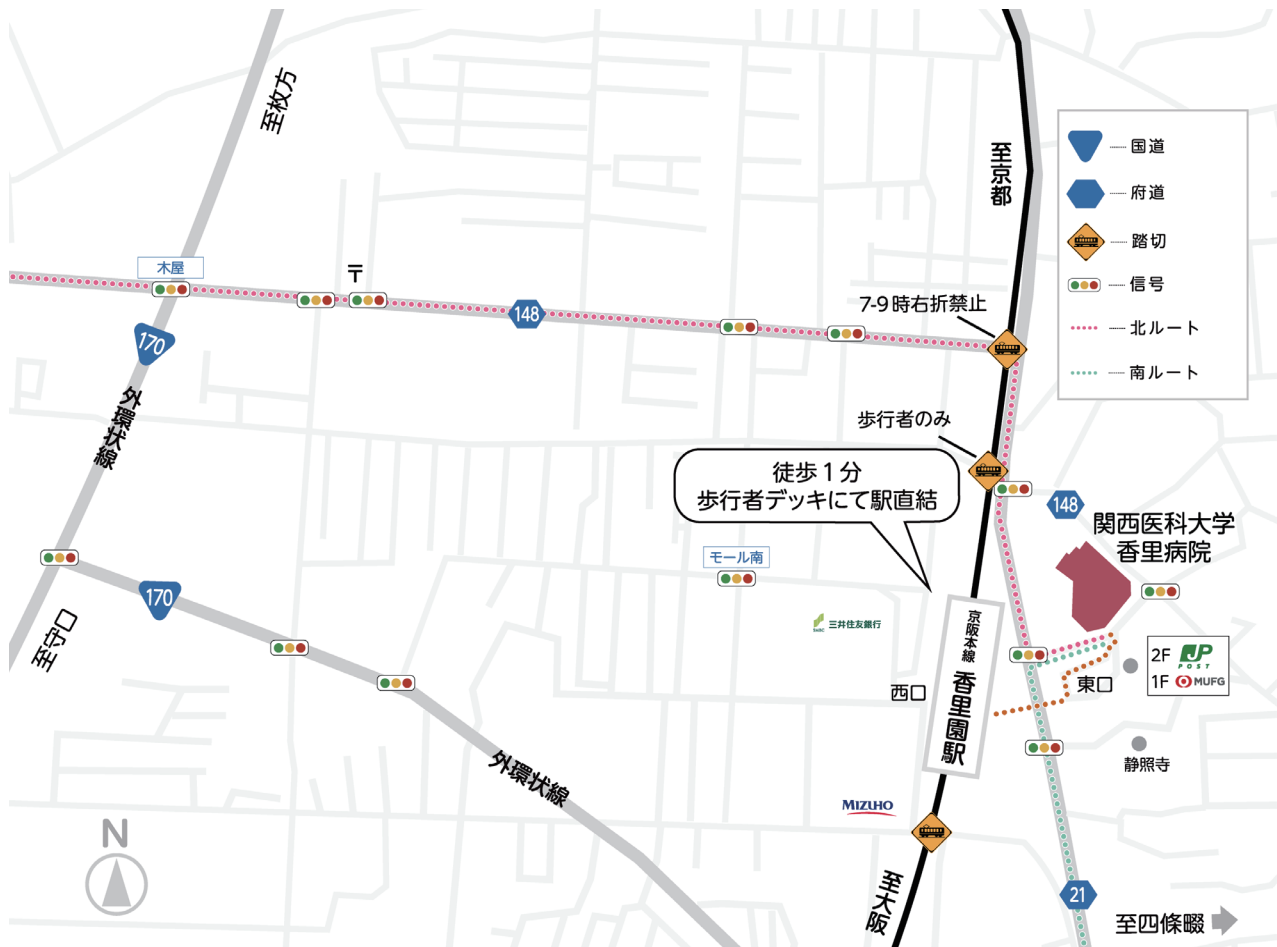 至枚方
至京都
国道
府道
踏切
信号
北ルート
南ルート
木屋
〒
148
7-9時右折禁止
170
外環状線
歩行者のみ
徒歩1分
歩行者デッキにて駅直結
148
関西医科大学
香里病院
モール南
170
至守口
SMBC 三井住友銀行
京阪本線 香里園駅
西口
東口
2F JP POST
1F MUFG
静照寺
外環状線
MIZUHO
N
至大阪
21
至四條畷